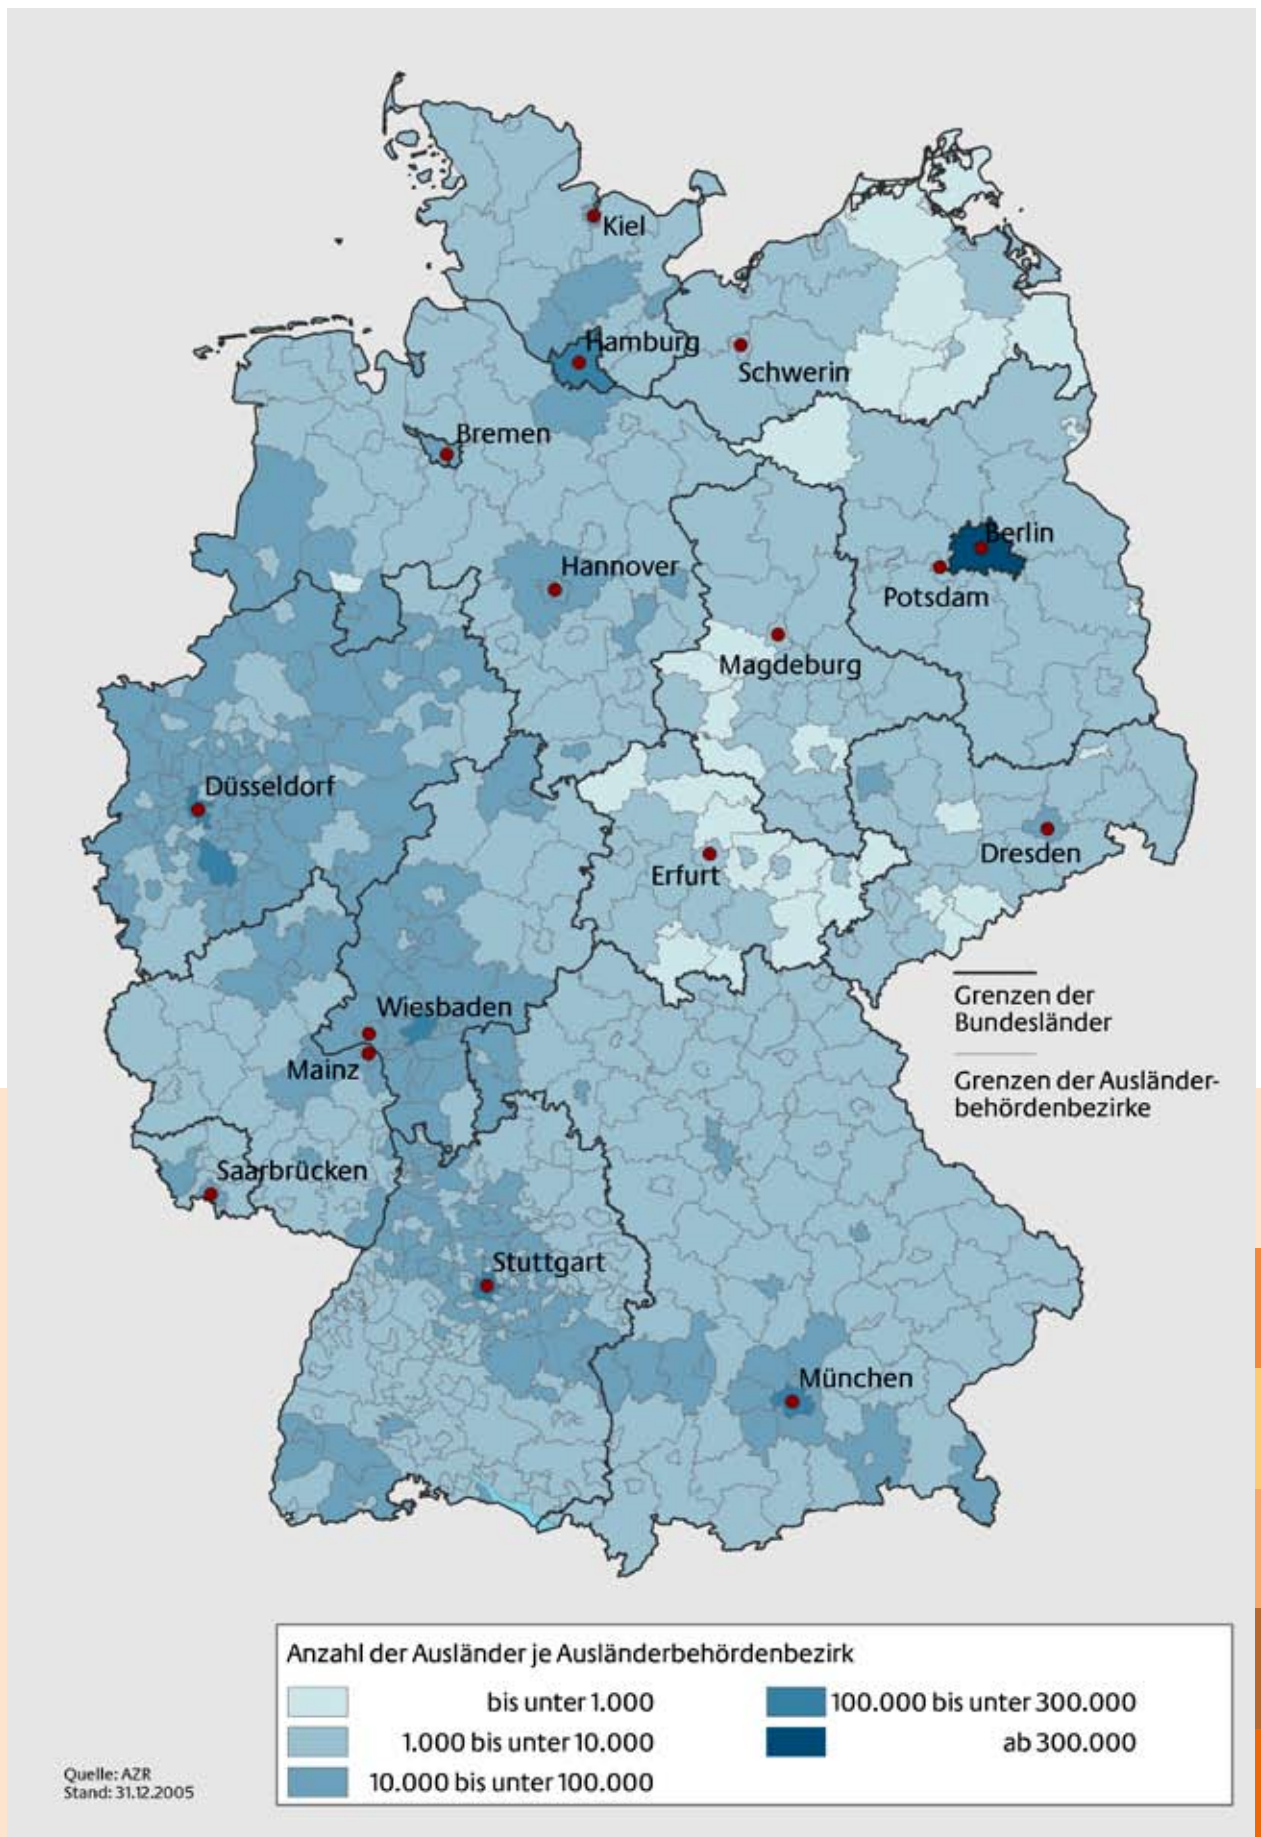 Kiel
Hamburg
Schwerin
Bremen
Berlin
Hannover
Potsdam
Magdeburg
Düsseldorf
Dresden
Erfurt
Wiesbaden
Grenzen der
Bundesländer
Mainz
Grenzen der Ausländer-
behördenbezirke
Saarbrücken
Stuttgart
München
Anzahl der Ausländer je Ausländerbehördenbezirk
bis unter 1.000
1.000 bis unter 10.000
10.000 bis unter 100.000
100.000 bis unter 300.000
ab 300.000
Quelle: AZR
Stand: 31.12.2005